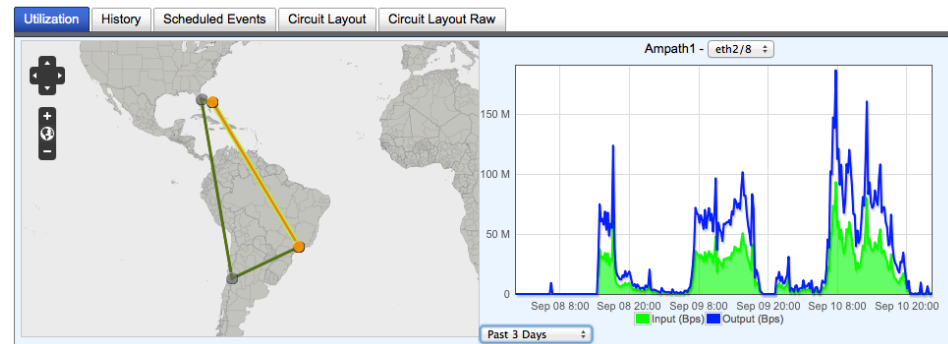 Utilization History Scheduled Events Circuit Layout Circuit Layout Raw
Ampath1 - eth2/8
150 M
100 M
50 M
0
Sep 08 8:00 Sep 08 20:00 Sep 09 8:00 Sep 09 20:00 Sep 10 8:00 Sep 10 20:00
Input (Bps) Output (Bps)
Past 3 Days